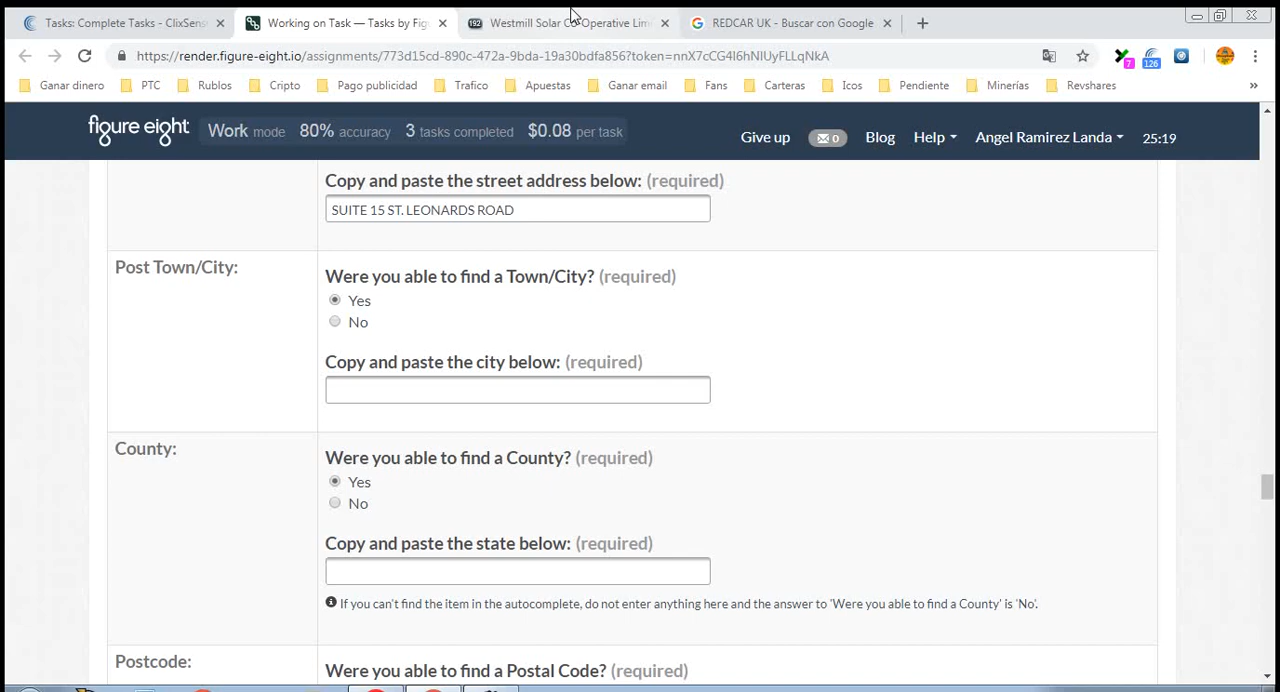 Tasks: Complete Tasks - ClixSens
Working on Task — Tasks by Fig
192 Westmill Solar Co-Operative Lim
REDCAR UK - Buscar con Google
https://render.figure-eight.io/assignments/773d15cd-890c-472a-9bda-19a30bdfa856?token=nnX7cCG4I6hNIUyFLLqNkA
7
126
Ganar dinero
PTC
Rublos
Cripto
Pago publicidad
Trafico
Apuestas
Ganar email
Fans
Carteras
Icos
Pendiente
Minerías
Revshares
»
figure eight
Work mode
80% accuracy
3 tasks completed
$0.08 per task
Give up
0
Blog
Help
Angel Ramirez Landa
25:19
Copy and paste the street address below: (required)
SUITE 15 ST. LEONARDS ROAD
Post Town/City:
Were you able to find a Town/City? (required)
Yes
No
Copy and paste the city below: (required)
County:
Were you able to find a County? (required)
Yes
No
Copy and paste the state below: (required)
If you can't find the item in the autocomplete, do not enter anything here and the answer to 'Were you able to find a County' is 'No'.
Postcode:
Were you able to find a Postal Code? (required)